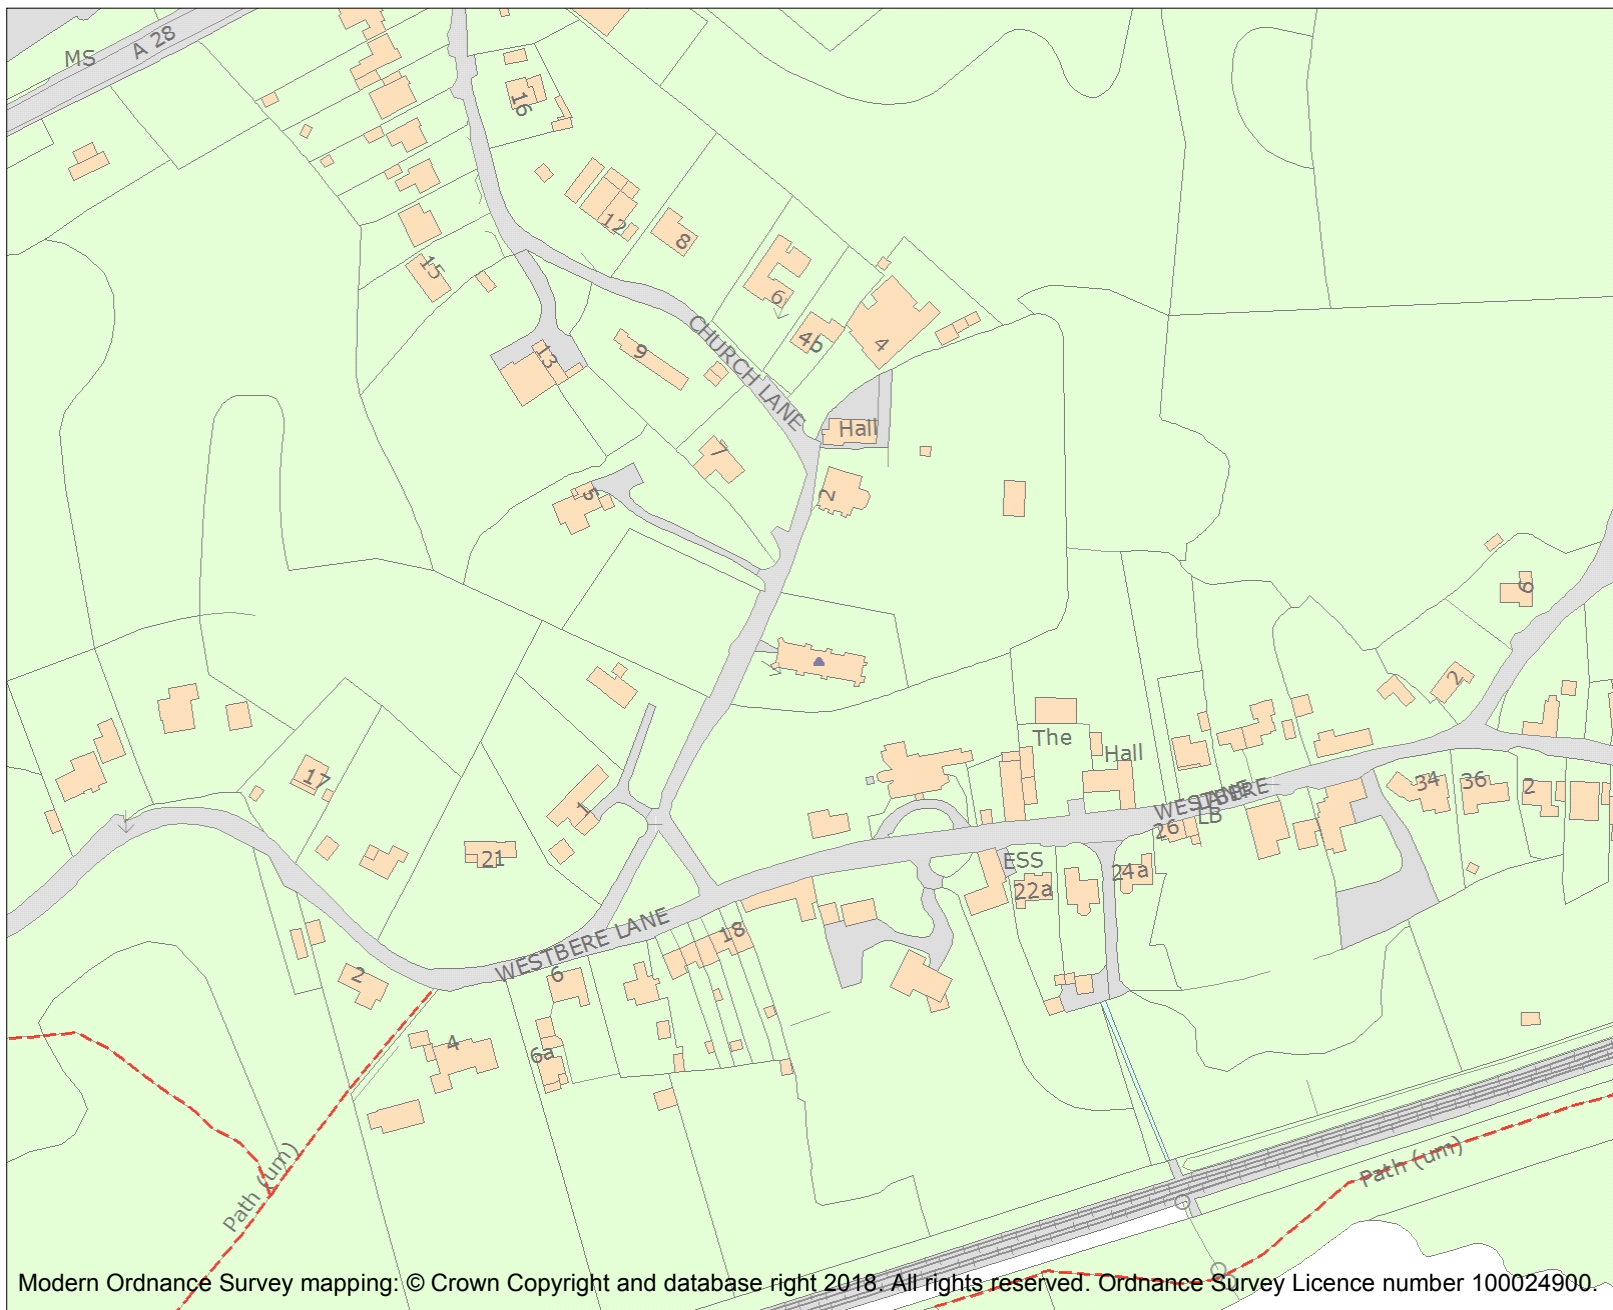 MS
A 28
16
12
8
15
6
4b
4
13
9
CHURCH LANE
Hall
7
2
5
6
2
The
Hall
17
1
21
WESTBERE
LB
26
34
36
2
ESS
22a
24a
18
WESTBERE LANE
6
2
4
6a
Path (um)
Path (um)
Modern Ordnance Survey mapping: © Crown Copyright and database right 2018. All rights reserved. Ordnance Survey Licence number 100024900.